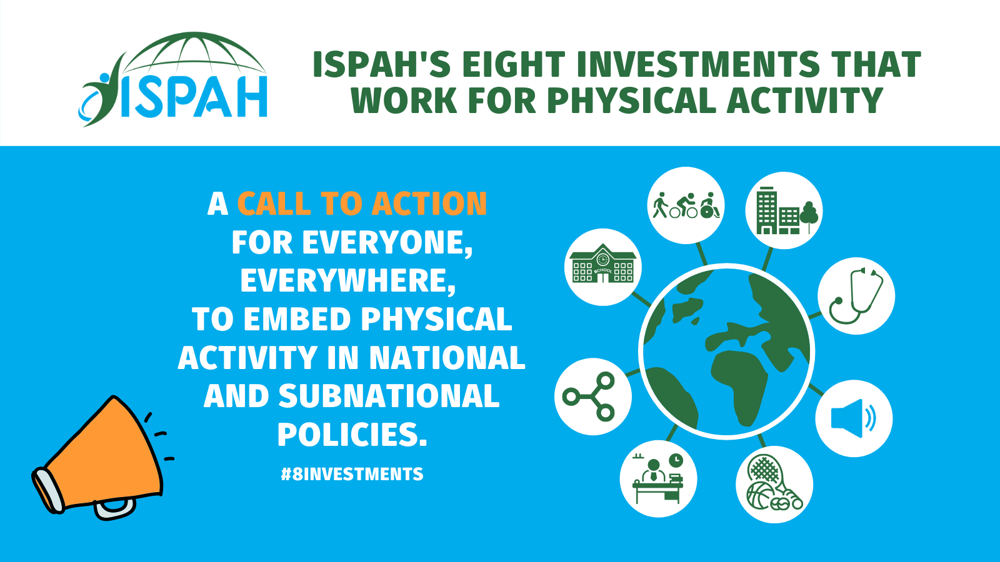 ISPAH
ISPAH'S EIGHT INVESTMENTS THAT
WORK FOR PHYSICAL ACTIVITY
A CALL TO ACTION
FOR EVERYONE,
EVERYWHERE,
TO EMBED PHYSICAL
ACTIVITY IN NATIONAL
AND SUBNATIONAL
POLICIES.
#8INVESTMENTS
SCHOOL